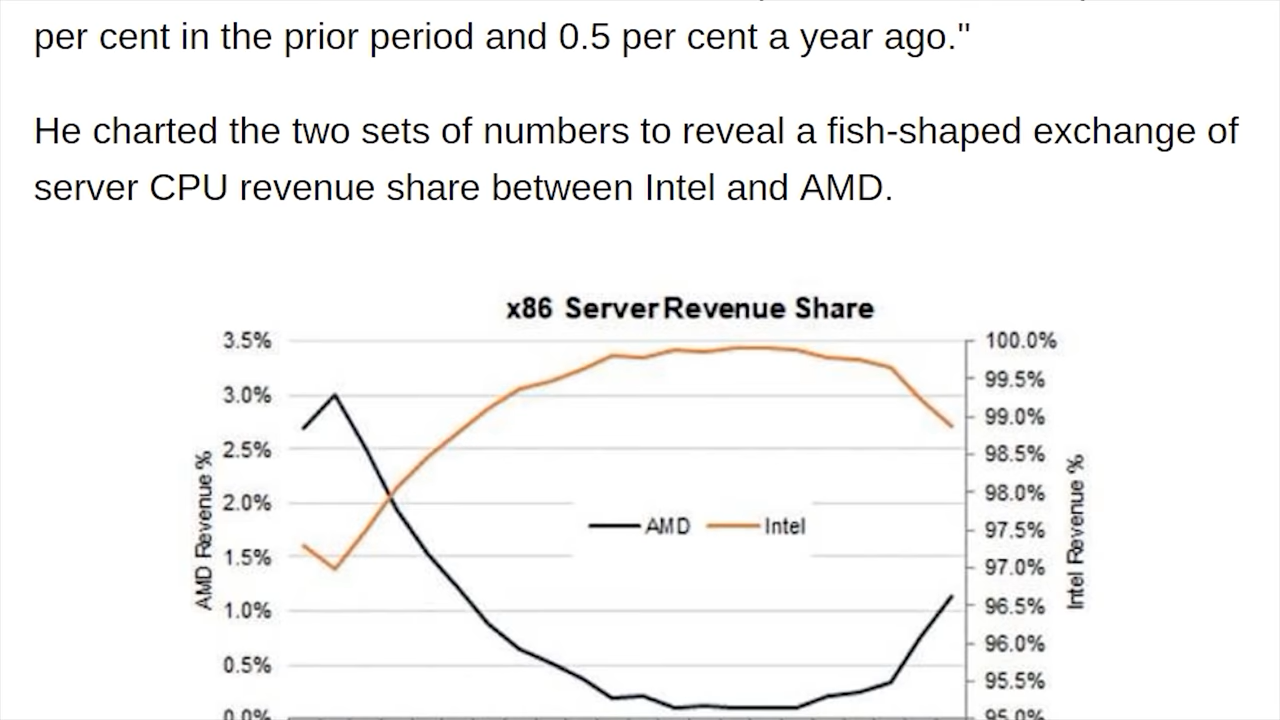 per cent in the prior period and 0.5 per cent a year ago."
He charted the two sets of numbers to reveal a fish-shaped exchange of
server CPU revenue share between Intel and AMD.
x86 Server Revenue Share
3.5%
3.0%
2.5%
2.0%
1.5%
1.0%
0.5%
0.0%
AMD Revenue %
AMD
Intel
100.0%
99.5%
99.0%
98.5%
98.0%
97.5%
97.0%
96.5%
96.0%
95.5%
95.0%
Intel Revenue %